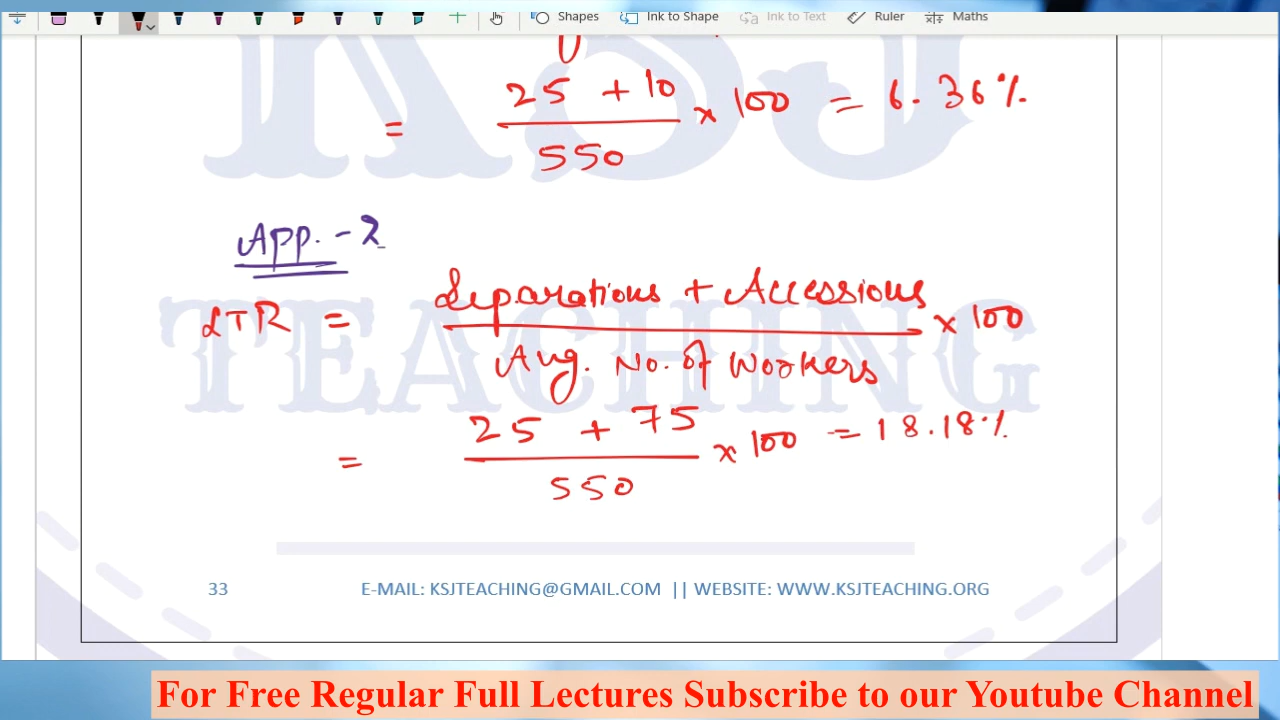 Shapes Ink to Shape Ink to Text Ruler Maths
KSJ
25 + 10
= ——— x 100 = 6.36%
550
App. - 2
TEACHING
Separations + Accessions
LTR = ——— x 100
Avg. No. of Workers
25 + 75
= ——— x 100 = 18.18%
550
33 E-MAIL: KSJTEACHING@GMAIL.COM || WEBSITE: WWW.KSJTEACHING.ORG
For Free Regular Full Lectures Subscribe to our Youtube Channel